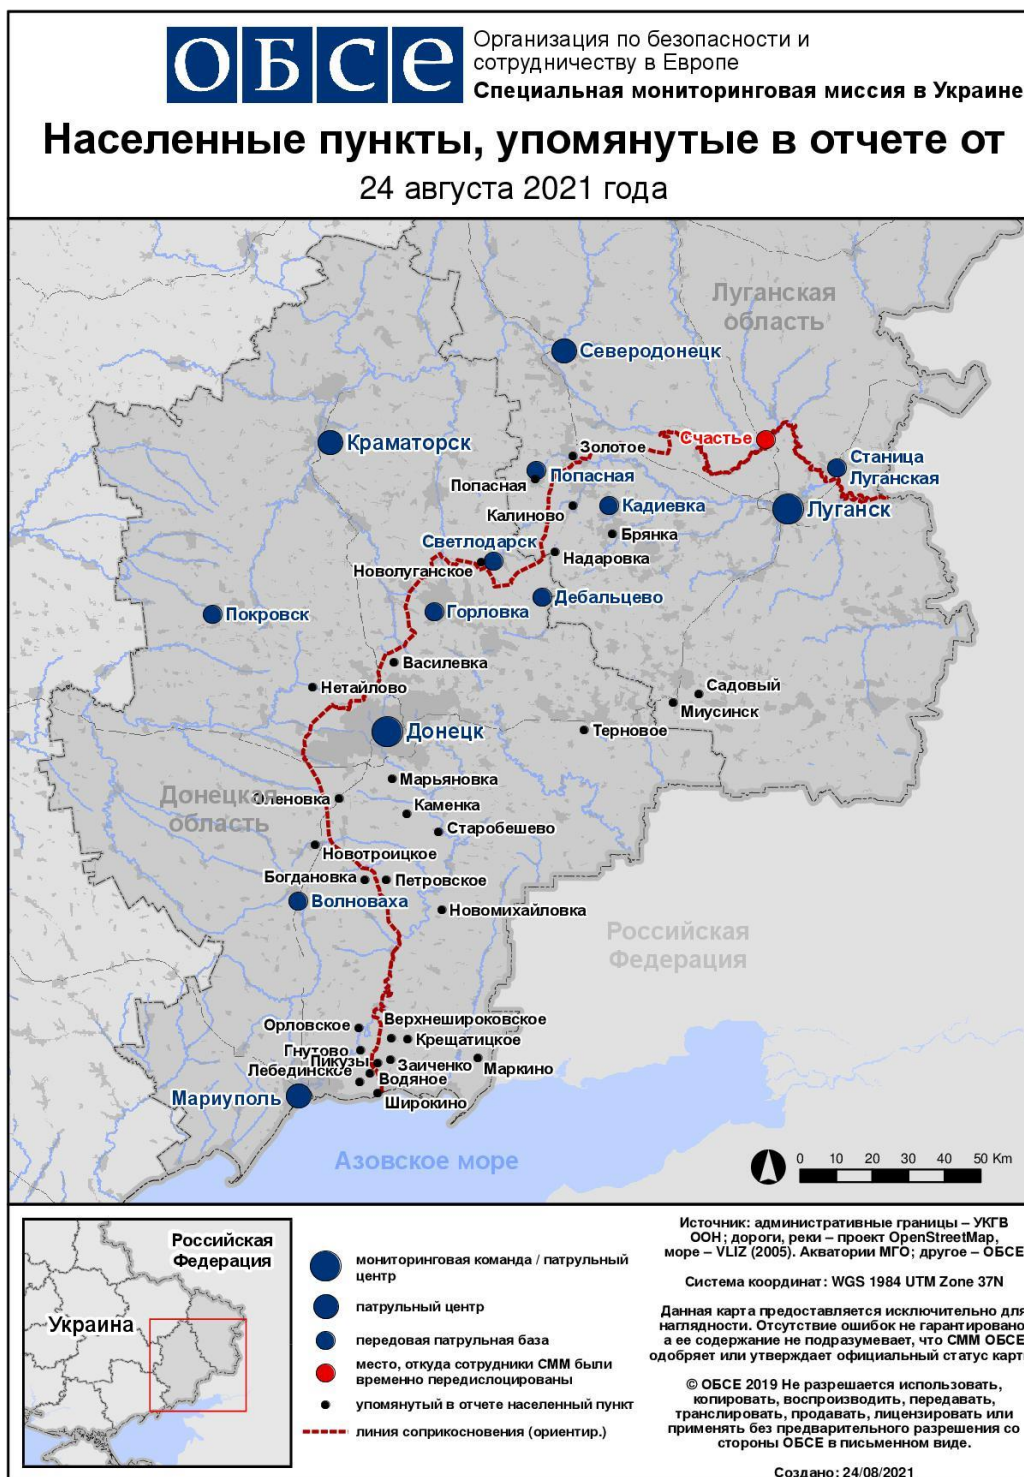 ОБСЕ
Организация по безопасности и
сотрудничеству в Европе
Специальная мониторинговая миссия в Украине
Населенные пункты, упомянутые в отчете от
24 августа 2021 года
Луганская
область
Северодонецк
Краматорск
Счастье
Золотое
Станица
Луганская
Попасная
Попасная
Калиново
Кадиевка
Луганск
Брянка
Светлодарск
Надаровка
Новолуганское
Дебальцево
Горловка
Покровск
Василевка
Нетайлово
Садовый
Миусинск
Донецк
Терновое
Марьяновка
Донецкая
область
Оленовка
Каменка
Старобешево
Новотроицкое
Богдановка
Петровское
Волноваха
Новомихайловка
Российская
Федерация
Верхнешироковское
Орловское
Крещатицкое
Гнутово
Пикузы
Заиченко
Маркино
Лебединское
Водяное
Мариуполь
Широкино
Азовское море
0 10 20 30 40 50 Km
Российская
Федерация
Украина
мониторинговая команда / патрульный
центр
патрульный центр
передовая патрульная база
место, откуда сотрудники СММ были
временно передислоцированы
упомянутый в отчете населенный пункт
линия соприкосновения (ориентир.)
Источник: административные границы – УКГВ
ООН; дороги, реки – проект OpenStreetMap,
море – VLIZ (2005). Акватории МГО; другое – ОБСЕ
Система координат: WGS 1984 UTM Zone 37N
Данная карта предоставляется исключительно для
наглядности. Отсутствие ошибок не гарантировано
а ее содержание не подразумевает, что СММ ОБСЕ
одобряет или утверждает официальный статус карт
© ОБСЕ 2019 Не разрешается использовать,
копировать, воспроизводить, передавать,
транслировать, продавать, лицензировать или
применять без предварительного разрешения со
стороны ОБСЕ в письменном виде.
Создано: 24/08/2021